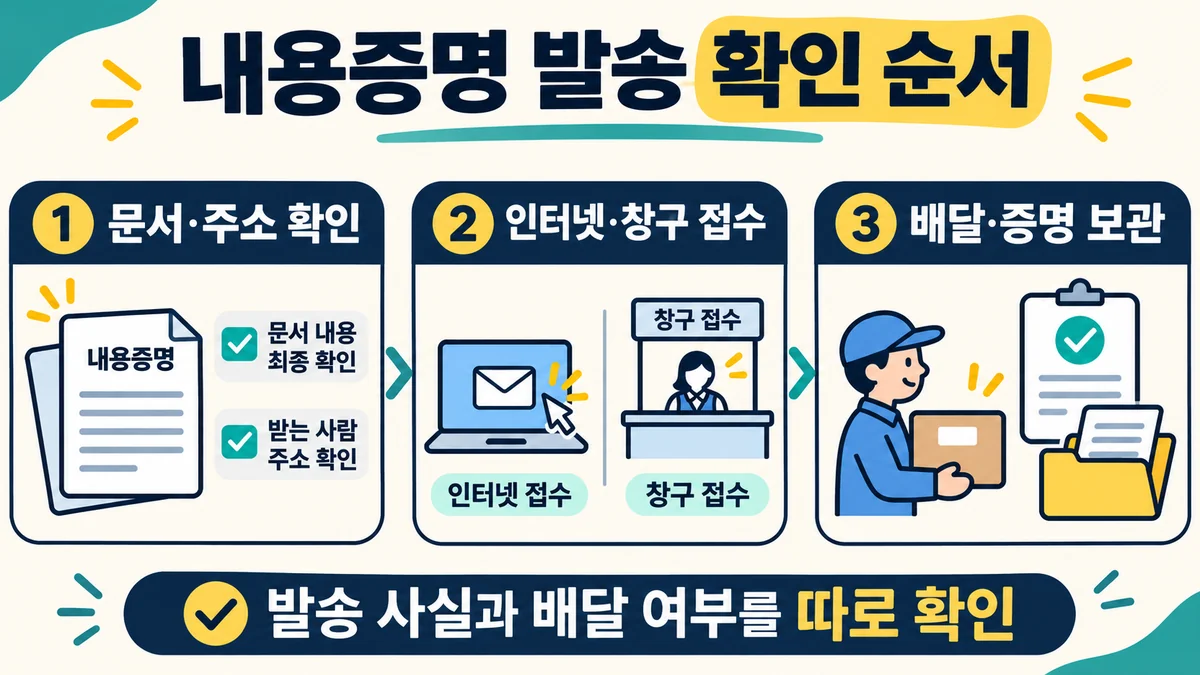 내용증명 발송 확인 순서
1 문서·주소 확인
내용증명
문서 내용
최종 확인
받는 사람
주소 확인
2 인터넷·창구 접수
창구 접수
인터넷 접수
창구 접수
3 배달·증명 보관
발송 사실과 배달 여부를 따로 확인